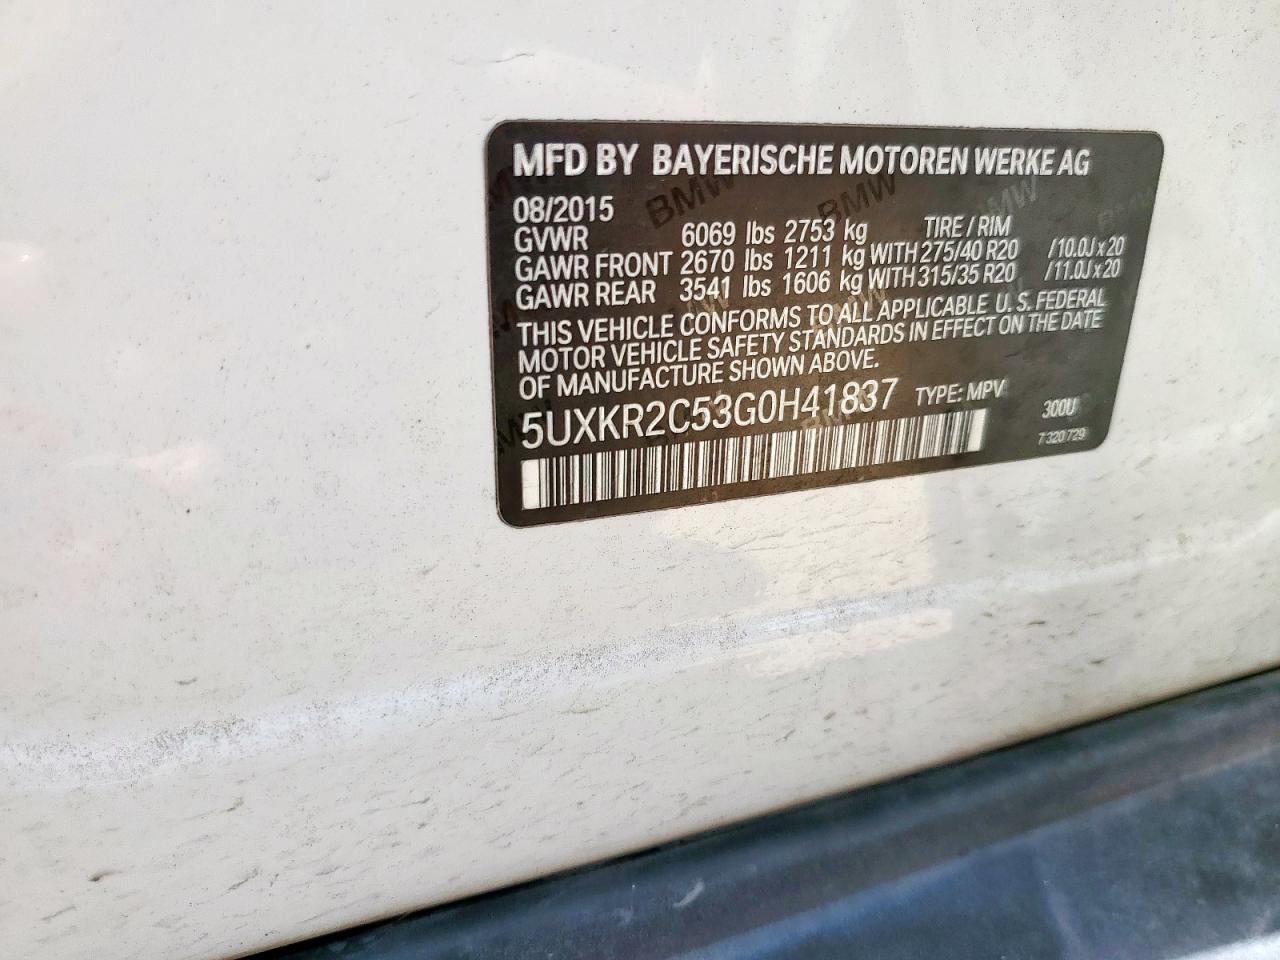 MFD BY BAYERISCHE MOTOREN WERKE AG
08/2015
GVWR 6069 lbs 2753 kg TIRE / RIM
GAWR FRONT 2670 lbs 1211 kg WITH 275/40 R20 /10.0J x 20
GAWR REAR 3541 lbs 1606 kg WITH 315/35 R20 /11.0J x 20
THIS VEHICLE CONFORMS TO ALL APPLICABLE U. S. FEDERAL
MOTOR VEHICLE SAFETY STANDARDS IN EFFECT ON THE DATE
OF MANUFACTURE SHOWN ABOVE.
5UXKR2C53G0H41837 TYPE: MPV
300U
7 320 729